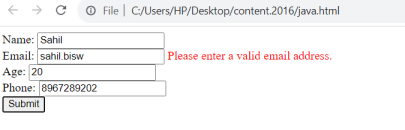 File | C:/Users/HP/Desktop/content.2016/java.html
Name: Sahil
Email: sahil.bisw Please enter a valid email address.
Age: 20
Phone: 8967289202
Submit